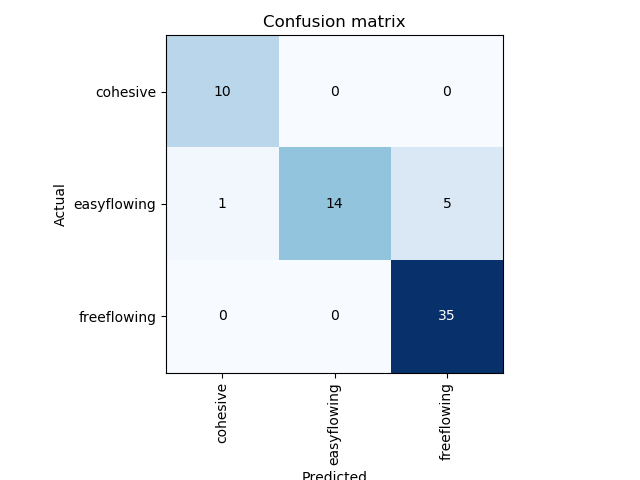 Confusion matrix
cohesive 10 0 0
easyflowing 1 14 5
freeflowing 0 0 35
Actual
cohesive
easyflowing
freeflowing
Predicted